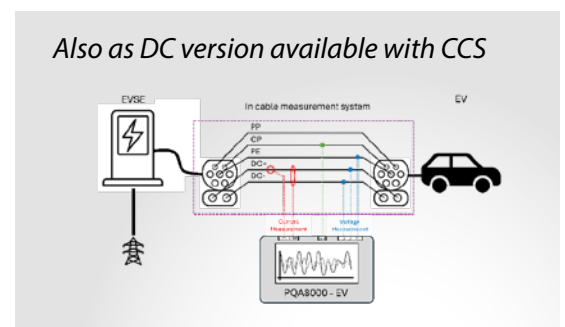 Also as DC version available with CCS
EVSE
In cable measurement system
EV
PP
CP
PE
DC+
DC-
Current
Measurement
Voltage
Measurement
PQA8000 - EV